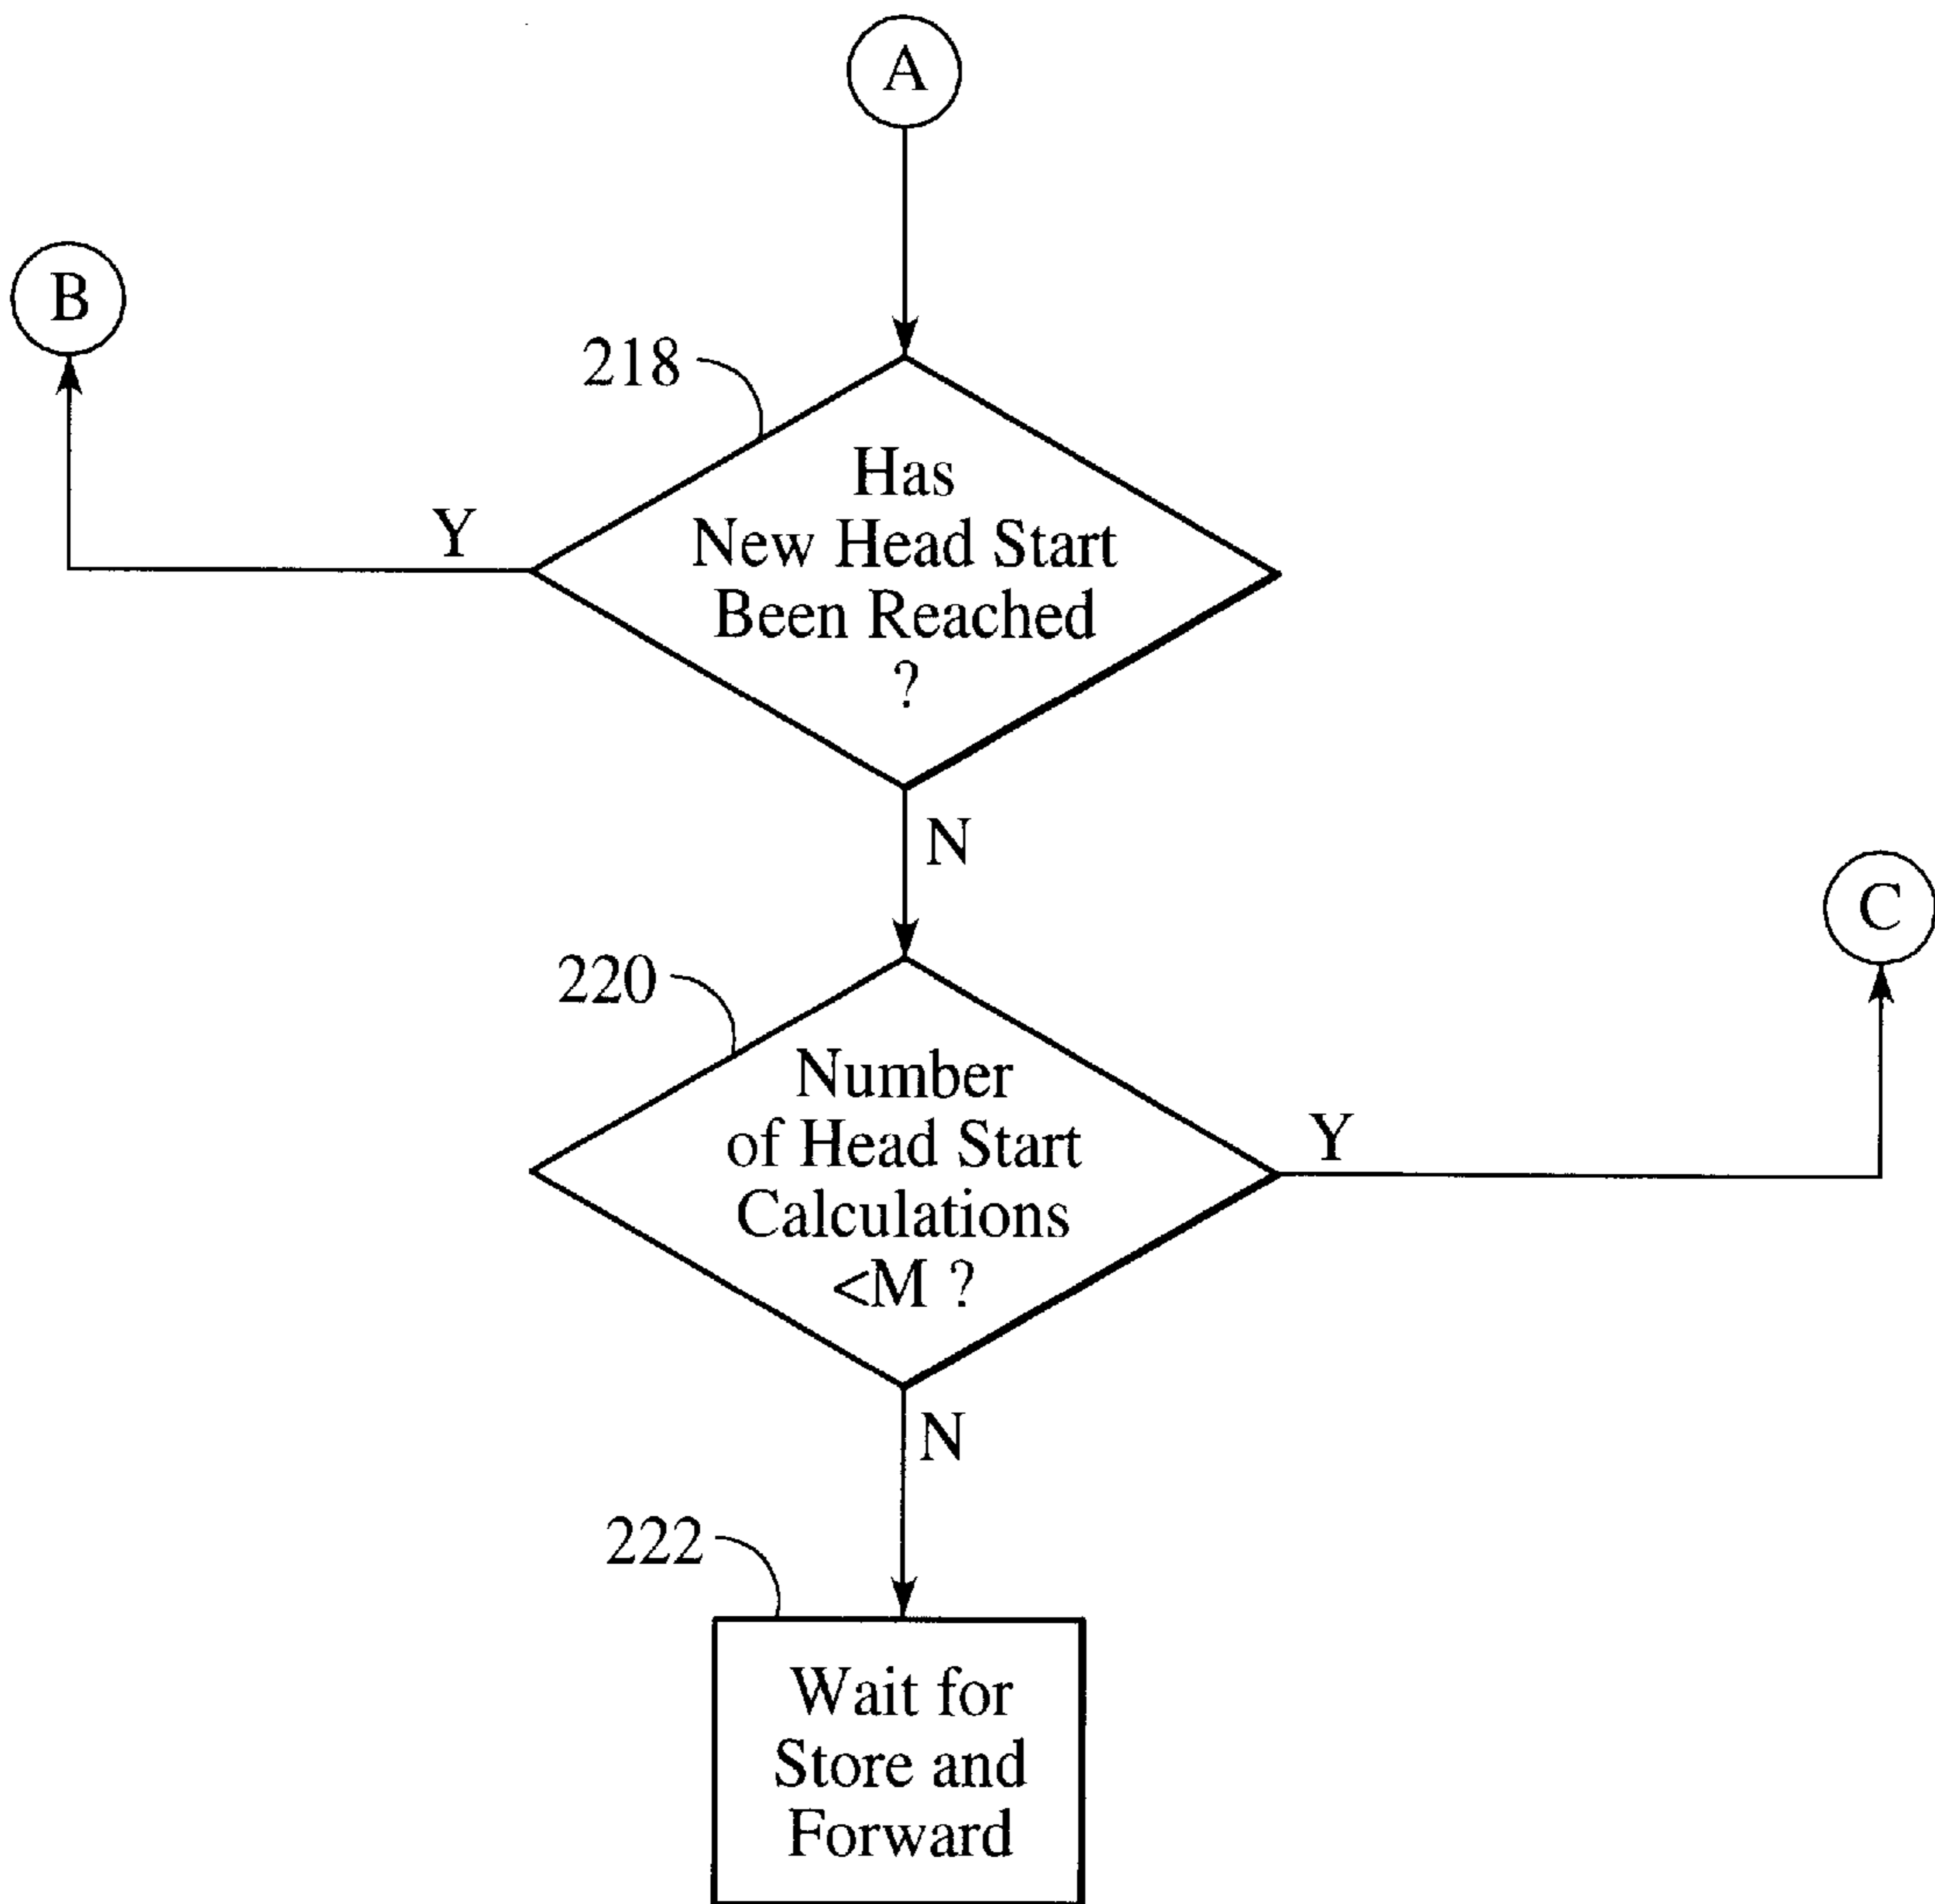 A
B
218
Has
New Head Start
Been Reached
?
Y
N
C
220
Number
of Head Start
Calculations
<M ?
Y
N
222
Wait for
Store and
Forward